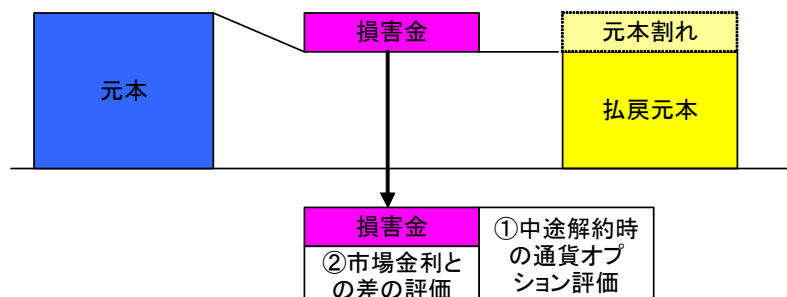 元本
損害金
元本割れ
払戻元本
損害金
②市場金利と
の差の評価
①中途解約時
の通貨オプ
ション評価